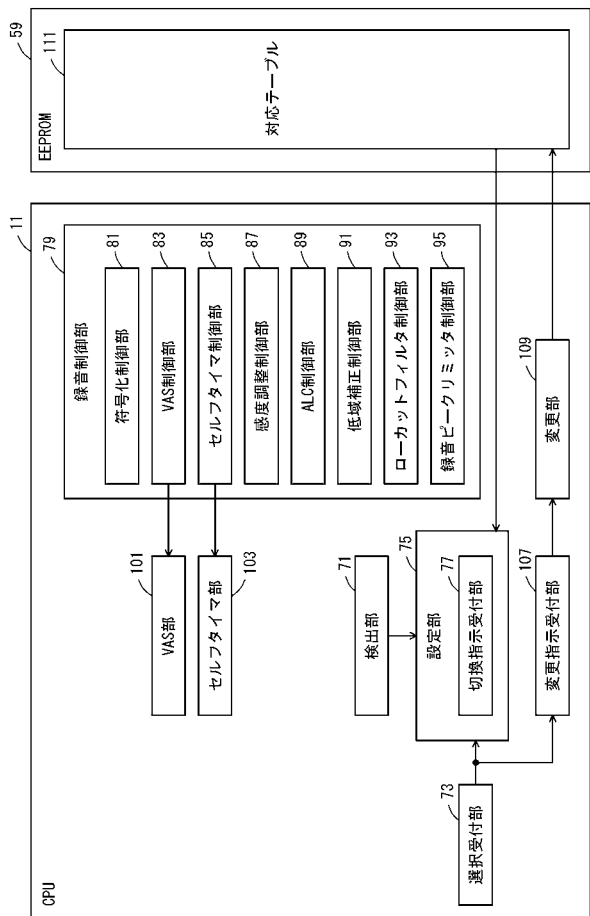 CPU
11
選択受付部
73
検出部
71
設定部
75
切換指示受付部
77
変更指示受付部
107
変更部
109
VAS部
101
セルフタイマ部
103
録音制御部
79
符号化制御部
81
VAS制御部
83
セルフタイマ制御部
85
感度調整制御部
87
ALC制御部
89
低域補正制御部
91
ローカットフィルタ制御部
93
録音ピークリミッタ制御部
95
EEPROM
59
対応テーブル
111